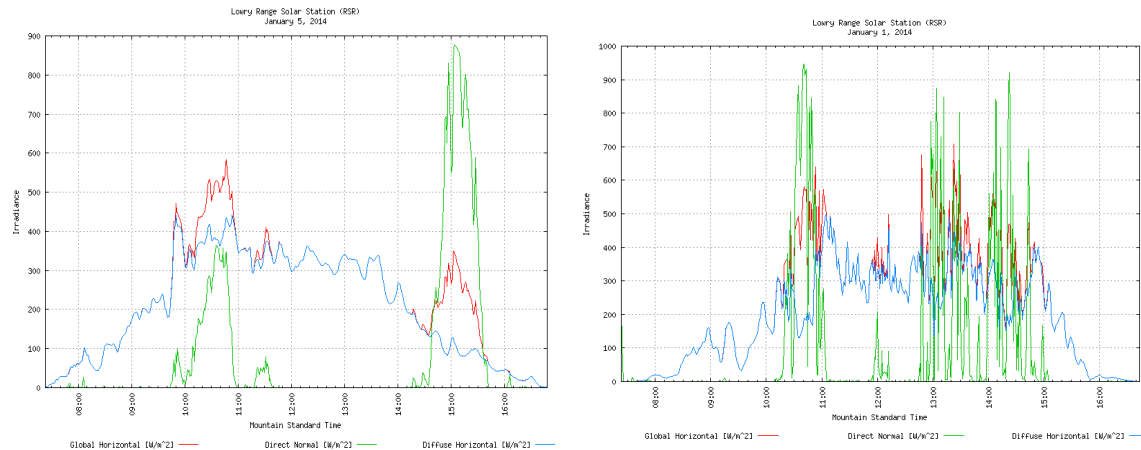 Lowry Range Solar Station (RSR)
January 5, 2014
900
800
700
600
500
400
300
200
100
0
Irradiance
08:00 09:00 10:00 11:00 12:00 13:00 14:00 15:00 16:00
Mountain Standard Time
Global Horizontal [W/m^2] Direct Normal [W/m^2] Diffuse Horizontal [W/m^2]
Lowry Range Solar Station (RSR)
January 1, 2014
1000
900
800
700
600
500
400
300
200
100
0
Irradiance
08:00 09:00 10:00 11:00 12:00 13:00 14:00 15:00 16:00
Mountain Standard Time
Global Horizontal [W/m^2] Direct Normal [W/m^2] Diffuse Horizontal [W/m^2]